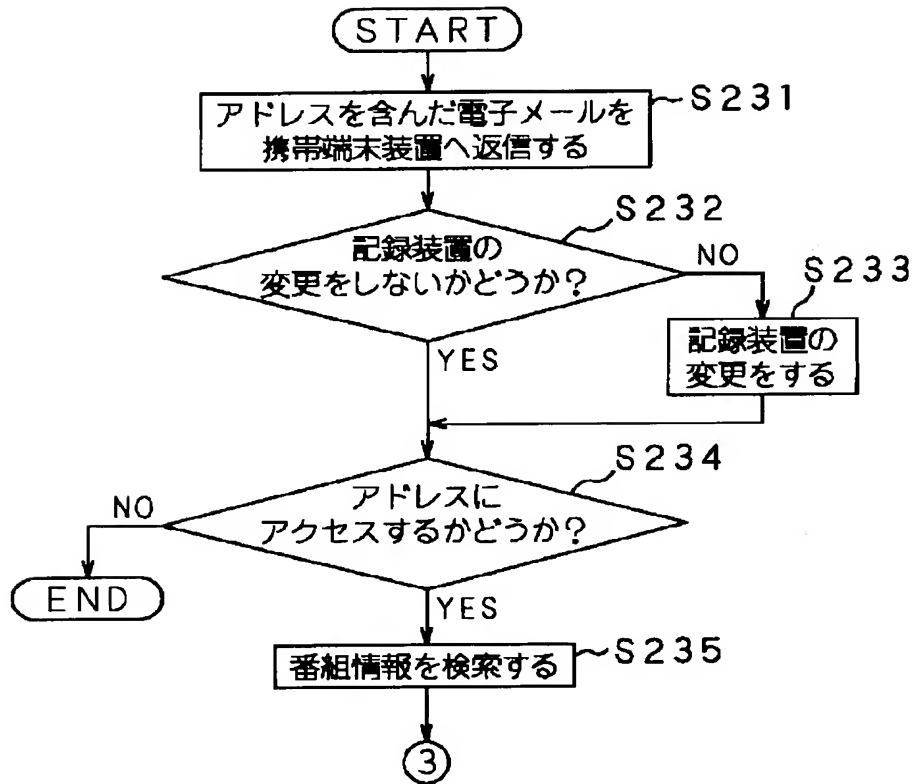 START
アドレスを含んだ電子メールを
携帯端末装置へ返信する
S231
S232
記録装置の
変更をしないかどうか?
NO
S233
記録装置の
変更をする
YES
S234
アドレスに
アクセスするかどうか?
NO
END
YES
番組情報を検索する
S235
3